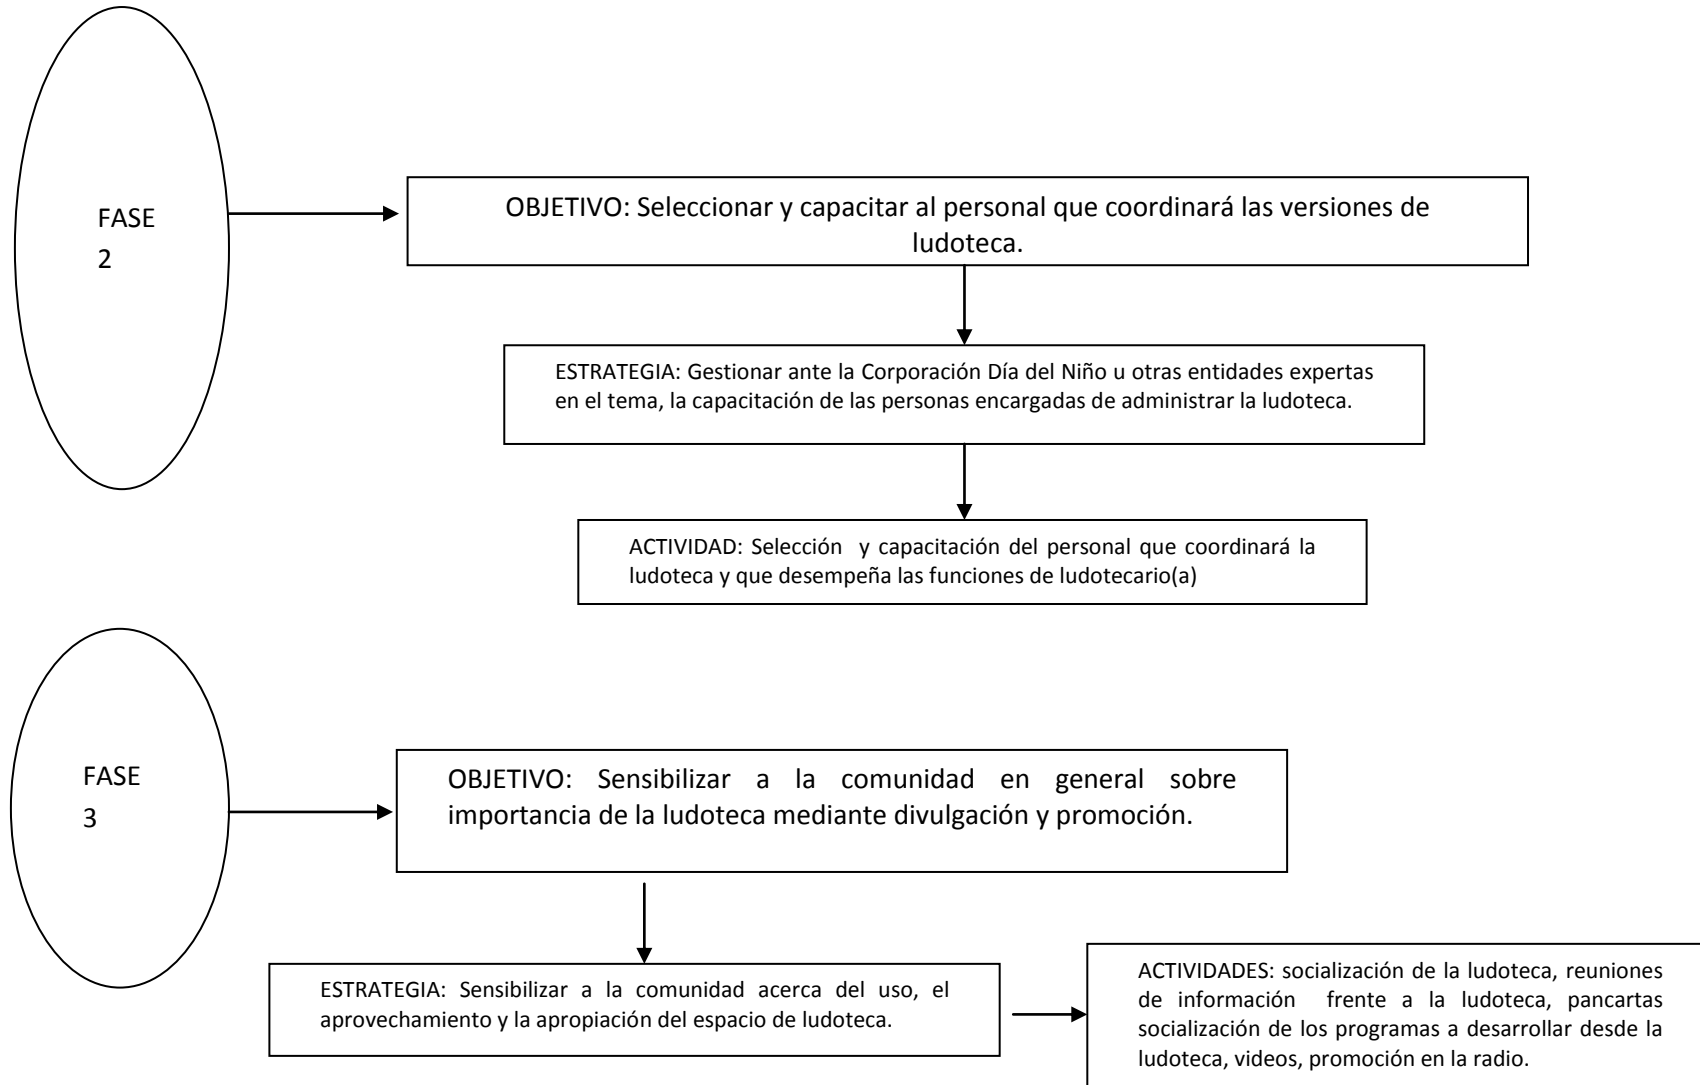 FASE
2
OBJETIVO: Seleccionar y capacitar al personal que coordinará las versiones de
ludoteca.
ESTRATEGIA: Gestionar ante la Corporación Día del Niño u otras entidades expertas
en el tema, la capacitación de las personas encargadas de administrar la ludoteca.
ACTIVIDAD: Selección y capacitación del personal que coordinará la
ludoteca y que desempeña las funciones de ludotecario(a)
FASE
3
OBJETIVO: Sensibilizar a la comunidad en general sobre
importancia de la ludoteca mediante divulgación y promoción.
ESTRATEGIA: Sensibilizar a la comunidad acerca del uso, el
aprovechamiento y la apropiación del espacio de ludoteca.
ACTIVIDADES: socialización de la ludoteca, reuniones
de información frente a la ludoteca, pancartas
socialización de los programas a desarrollar desde la
ludoteca, videos, promoción en la radio.